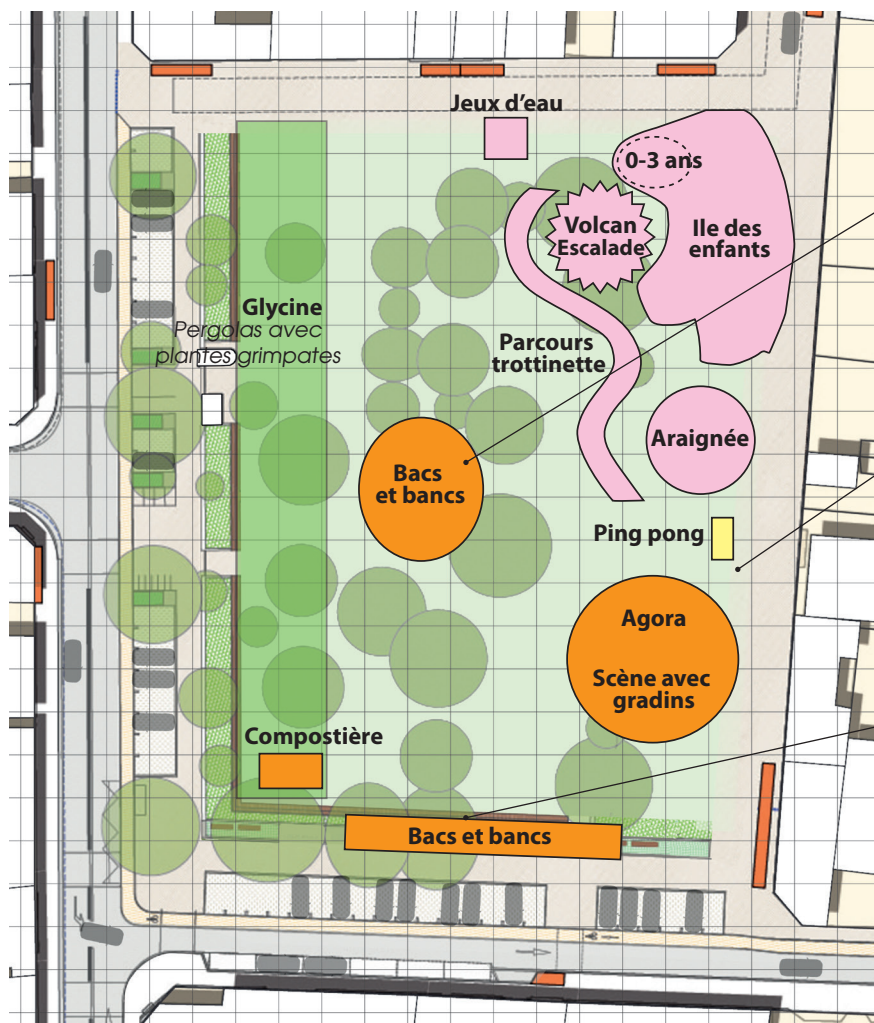 Jeux d'eau
0-3 ans
Volcan
Escalade
Ile des
enfants
Glycine
Pergolas avec
plantes grimpates
Parcours
trottinette
Araignée
Bacs
et bancs
Ping pong
Agora
Scène avec
gradins
Compostière
Bacs et bancs